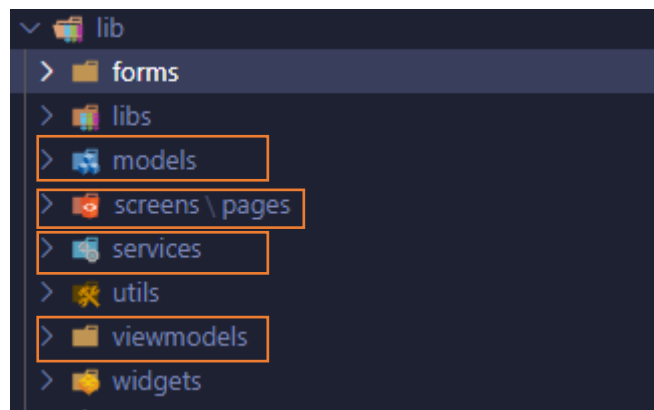 lib
forms
libs
models
screens \ pages
services
utils
viewmodels
widgets